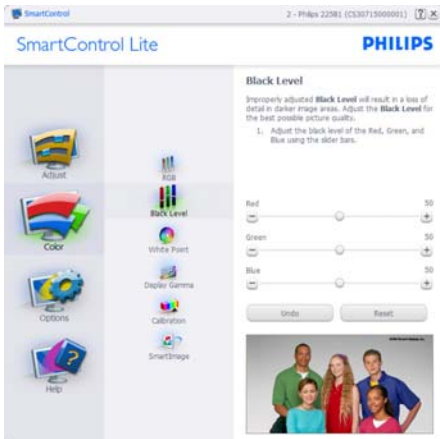 SmartControl
2 - Philips 225B1 (CS30715000001)
SmartControl Lite
PHILIPS
Adjust
Color
Options
Help
RGB
Black Level
White Point
Display Gamma
Calibration
SmartImage
Black Level
Improperly adjusted Black Level will result in a loss of
detail in darker image areas. Adjust the Black Level for
the best possible picture quality.
1. Adjust the black level of the Red, Green, and
Blue using the slider bars.
Red 50
Green 50
Blue 50
Undo Reset